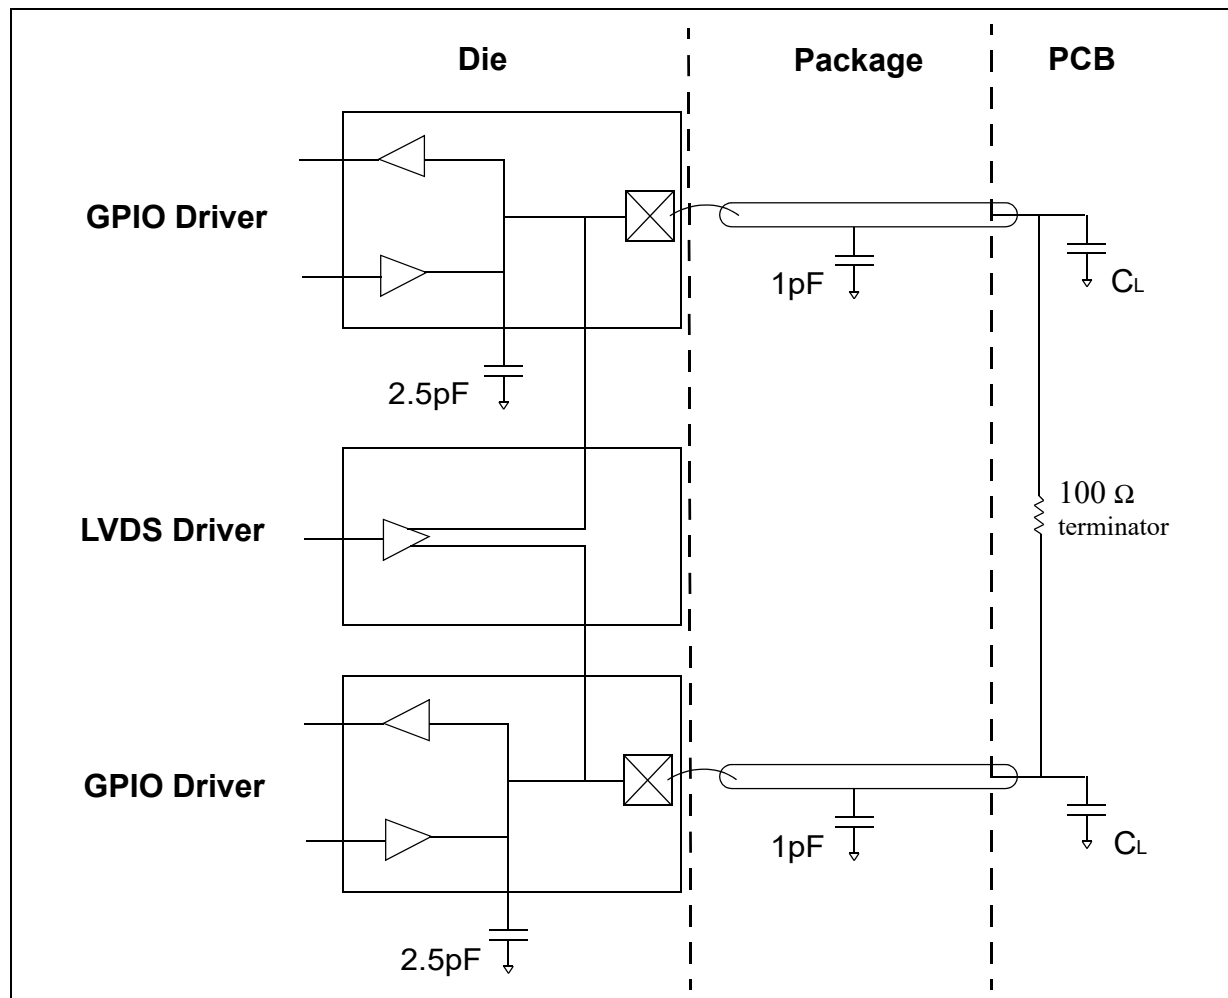 Die
Package
PCB
GPIO Driver
1pF
CL
2.5pF
100 Ω
terminator
LVDS Driver
GPIO Driver
1pF
CL
2.5pF